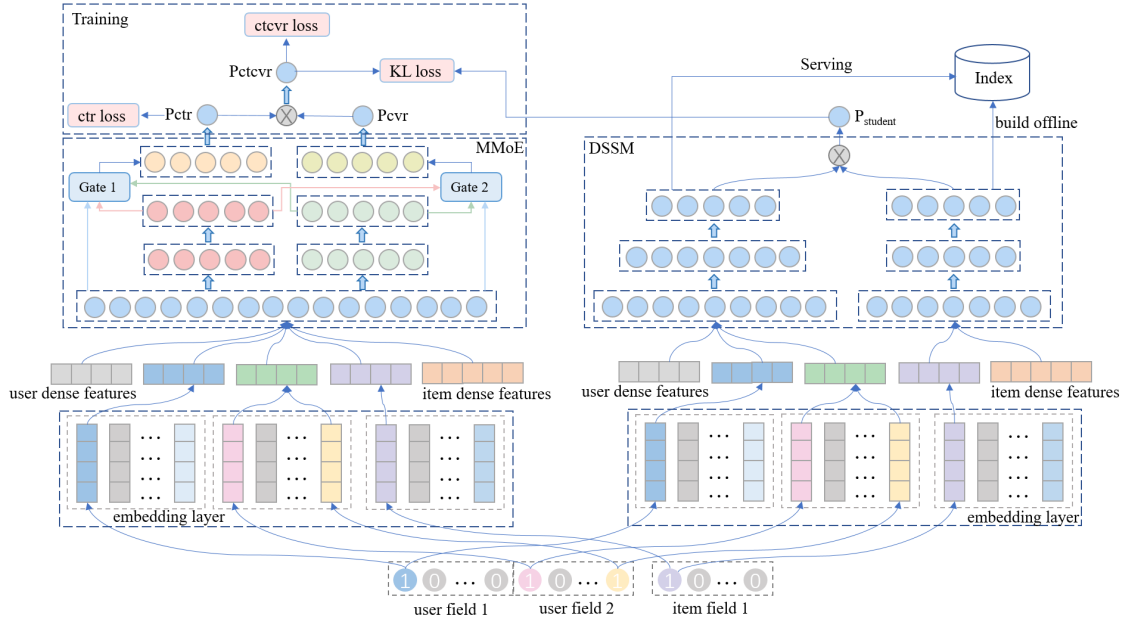 Training
ctcvr loss
Pctcvr
KL loss
ctr loss
Pctr
X
Pcvr
Serving
Index
P_student
build offline
X
MMoE
DSSM
Gate 1
Gate 2
user dense features
item dense features
user dense features
item dense features
... ... ...
... ... ...
... ... ...
... ... ...
embedding layer
... ... ...
... ... ...
... ... ...
... ... ...
embedding layer
1 0 ... 0 1 0 ... 1 1 0 ... 0
user field 1
user field 2
item field 1